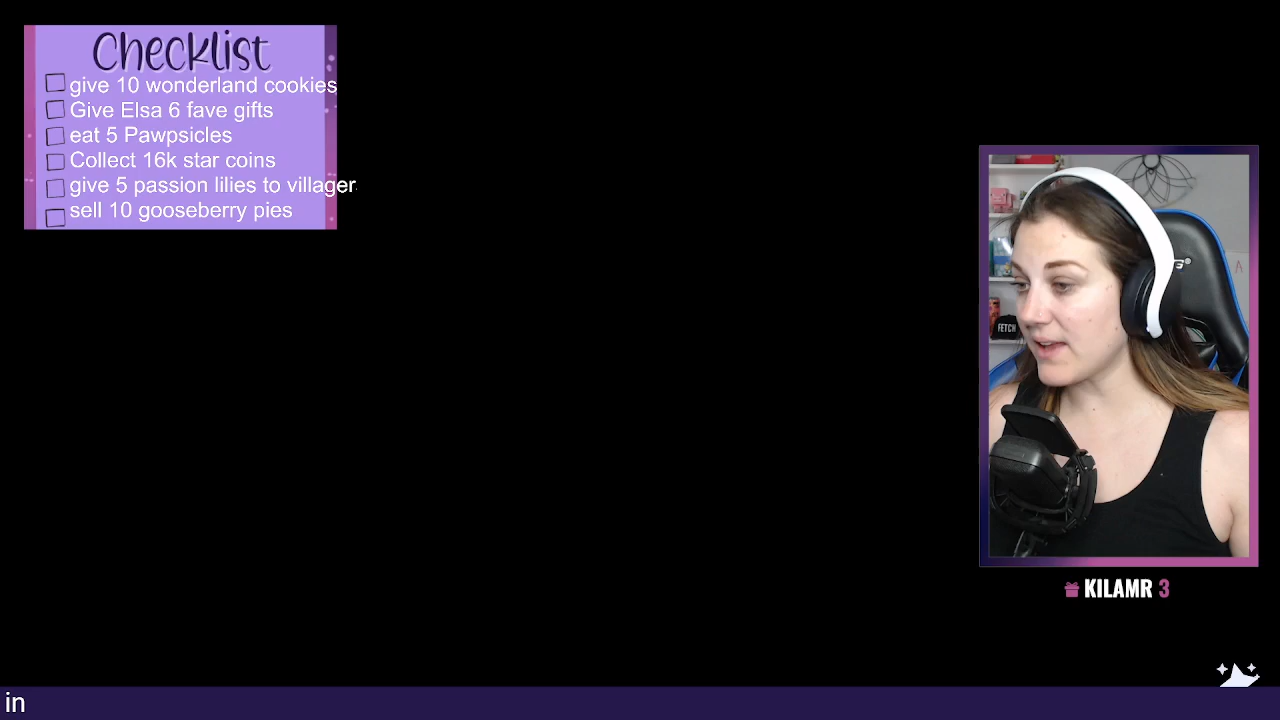 Checklist
give 10 wonderland cookies
Give Elsa 6 fave gifts
eat 5 Pawpsicles
Collect 16k star coins
give 5 passion lilies to villager
sell 10 gooseberry pies
FETCH
KILAMR 3
in